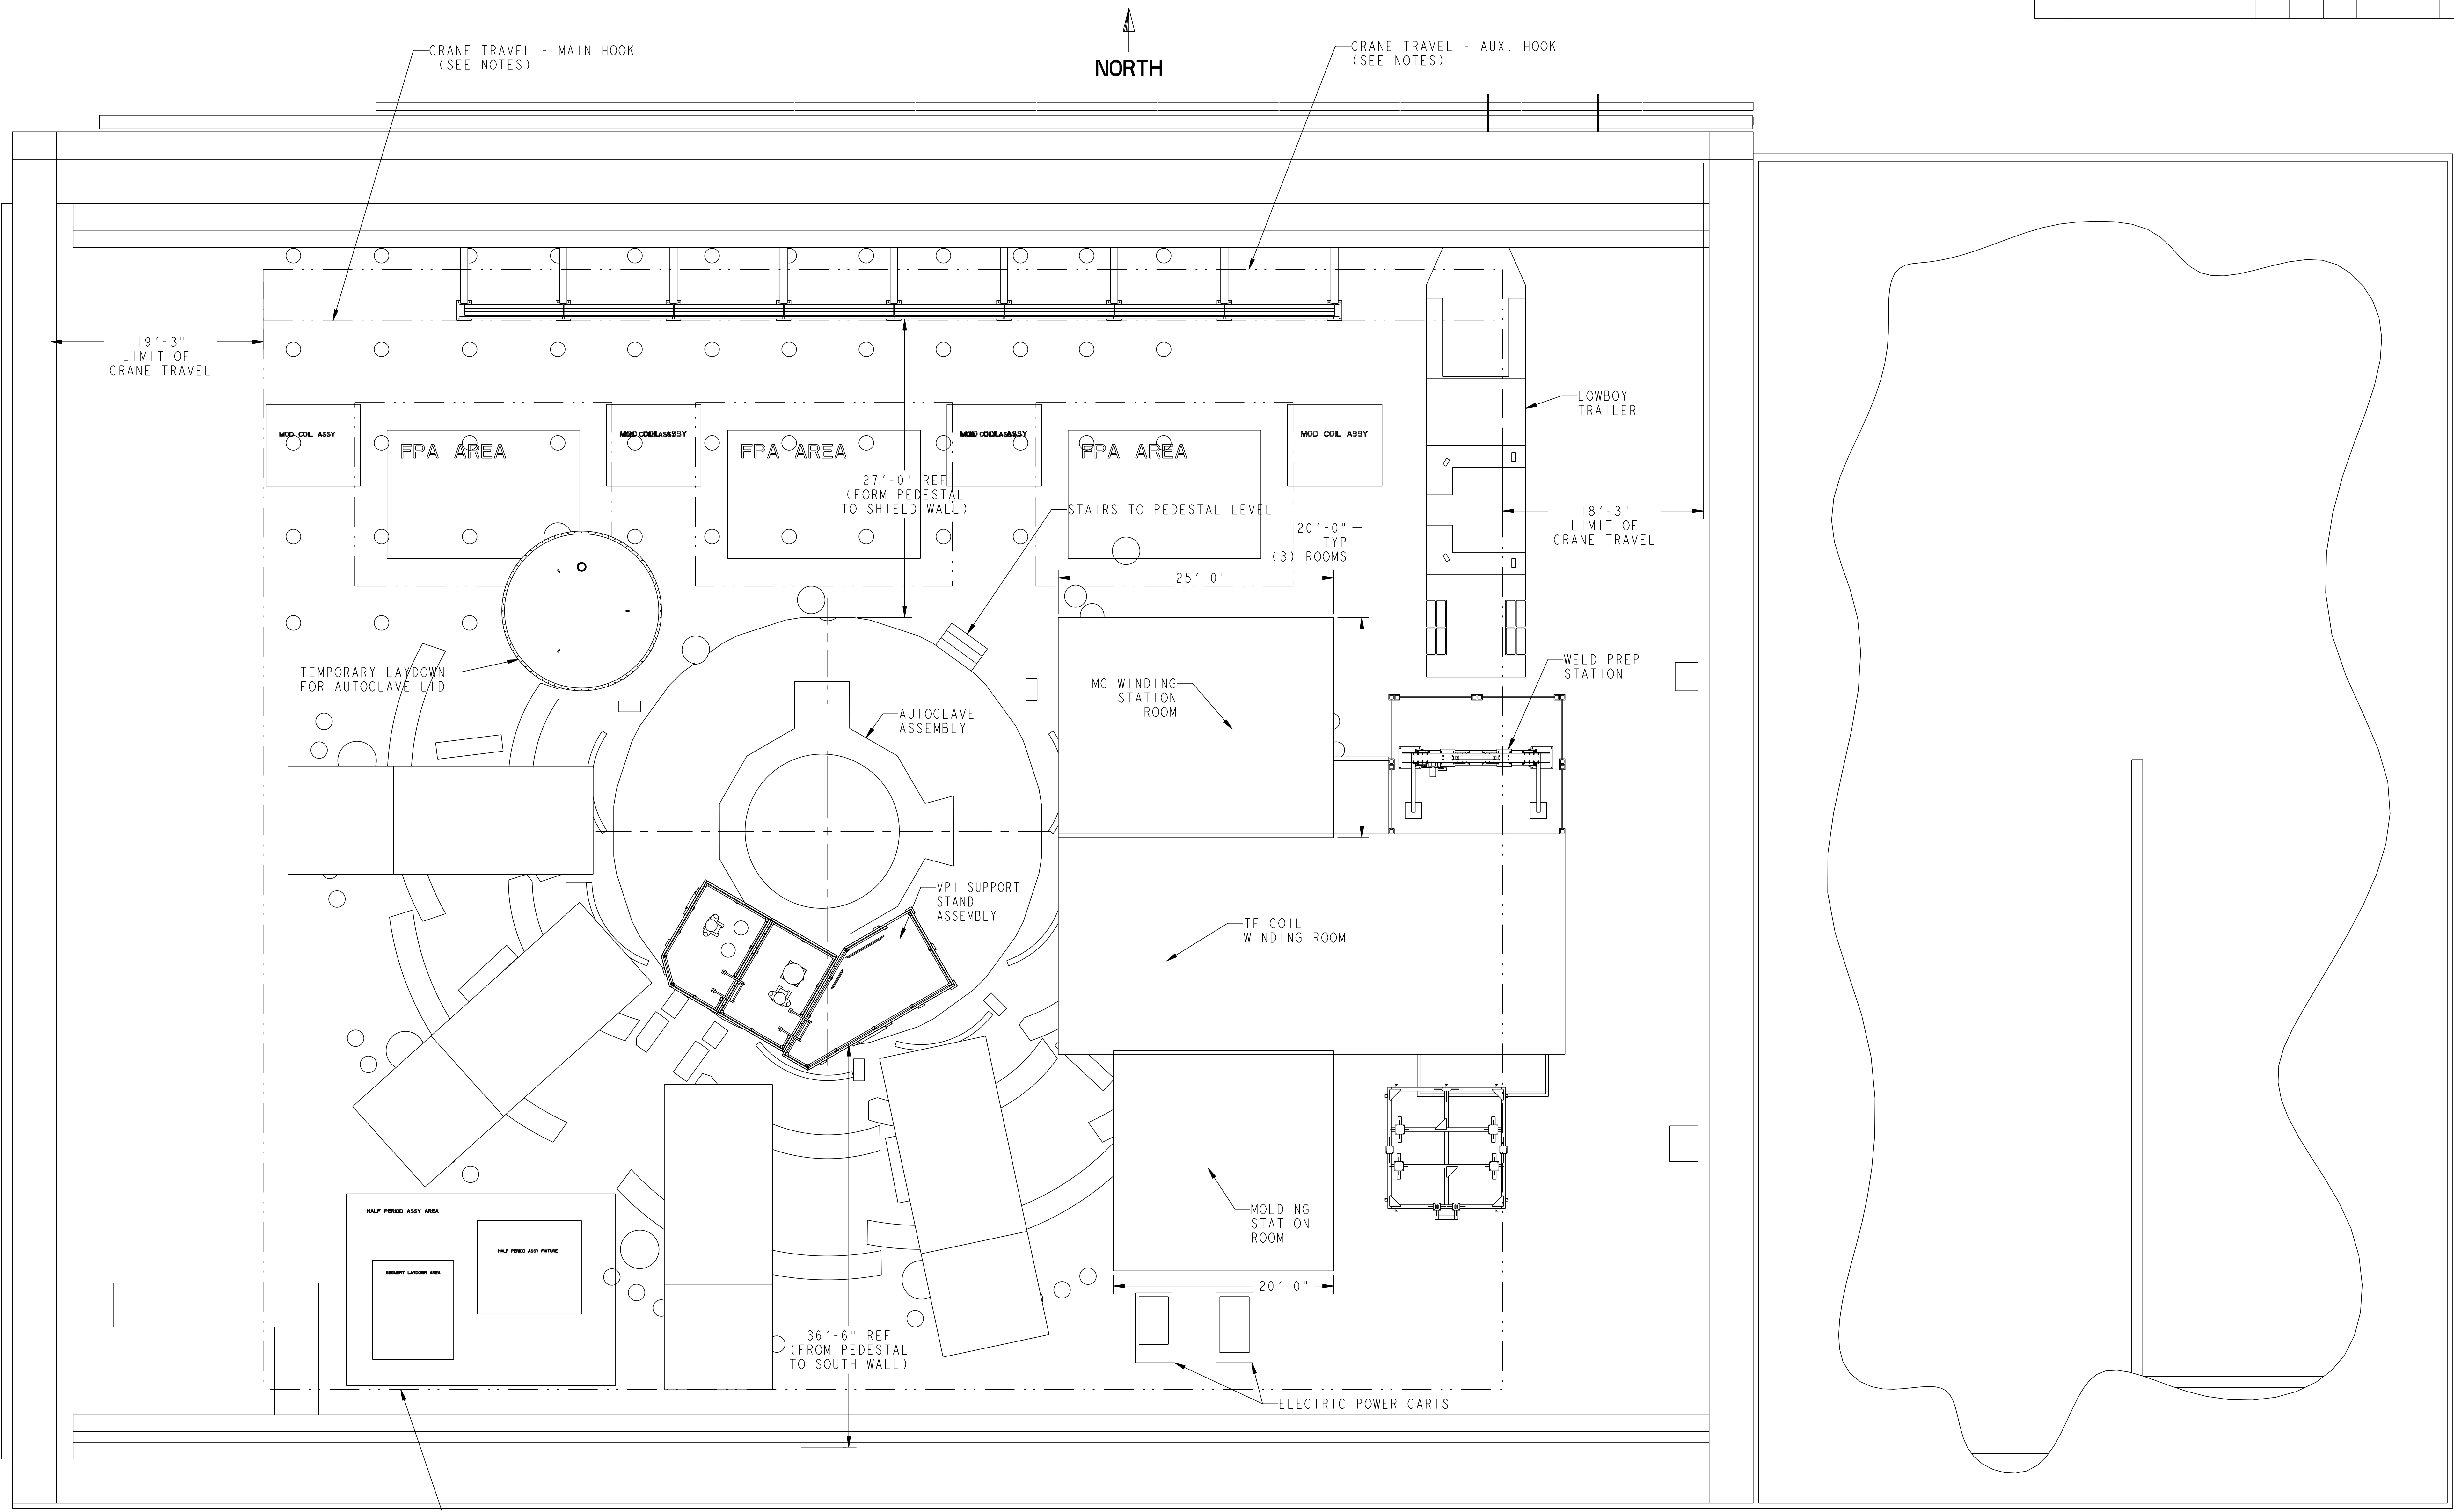 CRANE TRAVEL - MAIN HOOK
(SEE NOTES)
NORTH
CRANE TRAVEL - AUX. HOOK
(SEE NOTES)
19'-3"
LIMIT OF
CRANE TRAVEL
LOWBOY
TRAILER
MOD COIL ASSY
MOD COIL ASSY
FPA AREA
FPA AREA
FPA AREA
27'-0" REF
(FORM PEDESTAL
TO SHIELD WALL)
STAIRS TO PEDESTAL LEVEL
20'-0"
TYP
(3) ROOMS
18'-3"
LIMIT OF
CRANE TRAVEL
25'-0"
TEMPORARY LAYDOWN
FOR AUTOCLAVE LID
MC WINDING
STATION
ROOM
WELD PREP
STATION
AUTOCLAVE
ASSEMBLY
VPI SUPPORT
STAND
ASSEMBLY
TF COIL
WINDING ROOM
HALF PERIOD ASSY AREA
HALF PERIOD ASSY FIXTURE
SEGMENT LAYDOWN AREA
MOLDING
STATION
ROOM
20'-0"
36'-6" REF
(FROM PEDESTAL
TO SOUTH WALL)
ELECTRIC POWER CARTS